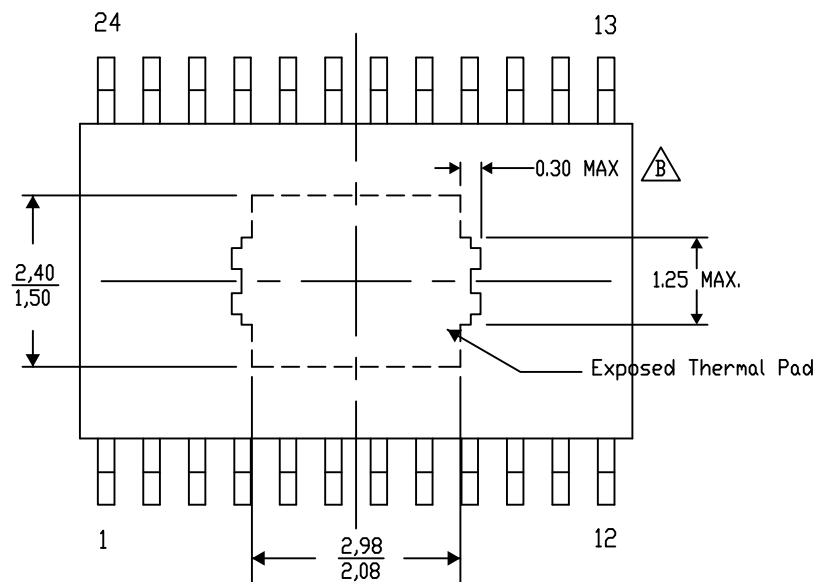 24
13
0.30 MAX
B
2,40
1,50
1.25 MAX.
Exposed Thermal Pad
1
12
2,98
2,08